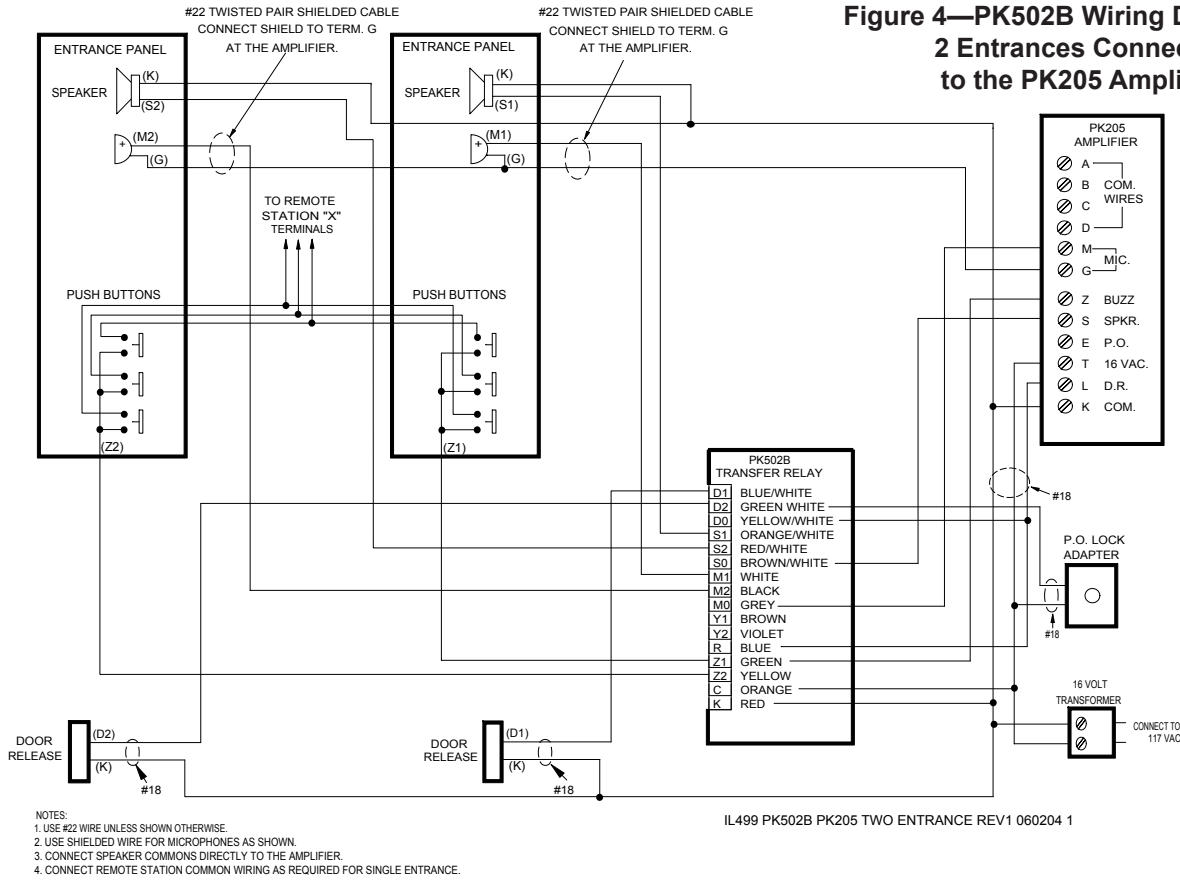 #22 TWISTED PAIR SHIELDED CABLE
CONNECT SHIELD TO TERM. G
AT THE AMPLIFIER.
#22 TWISTED PAIR SHIELDED CABLE
CONNECT SHIELD TO TERM. G
AT THE AMPLIFIER.
Figure 4—PK502B Wiring D
2 Entrances Connec
to the PK205 Ampli
ENTRANCE PANEL
SPEAKER
(K)
(S2)
(M2)
+
(G)
PUSH BUTTONS
(Z2)
TO REMOTE
STATION "X"
TERMINALS
ENTRANCE PANEL
SPEAKER
(K)
(S1)
(M1)
+
(G)
PUSH BUTTONS
(Z1)
PK205
AMPLIFIER
A
B COM.
WIRES
C
D
M
MIC.
G
Z BUZZ
S SPKR.
E P.O.
T 16 VAC.
L D.R.
K COM.
#18
PK502B
TRANSFER RELAY
D1 BLUE/WHITE
D2 GREEN WHITE
D0 YELLOW/WHITE
S1 ORANGE/WHITE
S2 RED/WHITE
S0 BROWN/WHITE
M1 WHITE
M2 BLACK
M0 GREY
Y1 BROWN
Y2 VIOLET
R BLUE
Z1 GREEN
Z2 YELLOW
C ORANGE
K RED
P.O. LOCK
ADAPTER
#18
16 VOLT
TRANSFORMER
CONNECT TO
117 VAC
DOOR
RELEASE
(D2)
(K)
#18
DOOR
RELEASE
(D1)
(K)
#18
NOTES:
1. USE #22 WIRE UNLESS SHOWN OTHERWISE.
2. USE SHIELDED WIRE FOR MICROPHONES AS SHOWN.
3. CONNECT SPEAKER COMMONS DIRECTLY TO THE AMPLIFIER.
4. CONNECT REMOTE STATION COMMON WIRING AS REQUIRED FOR SINGLE ENTRANCE.
IL499 PK502B PK205 TWO ENTRANCE REV1 060204 1